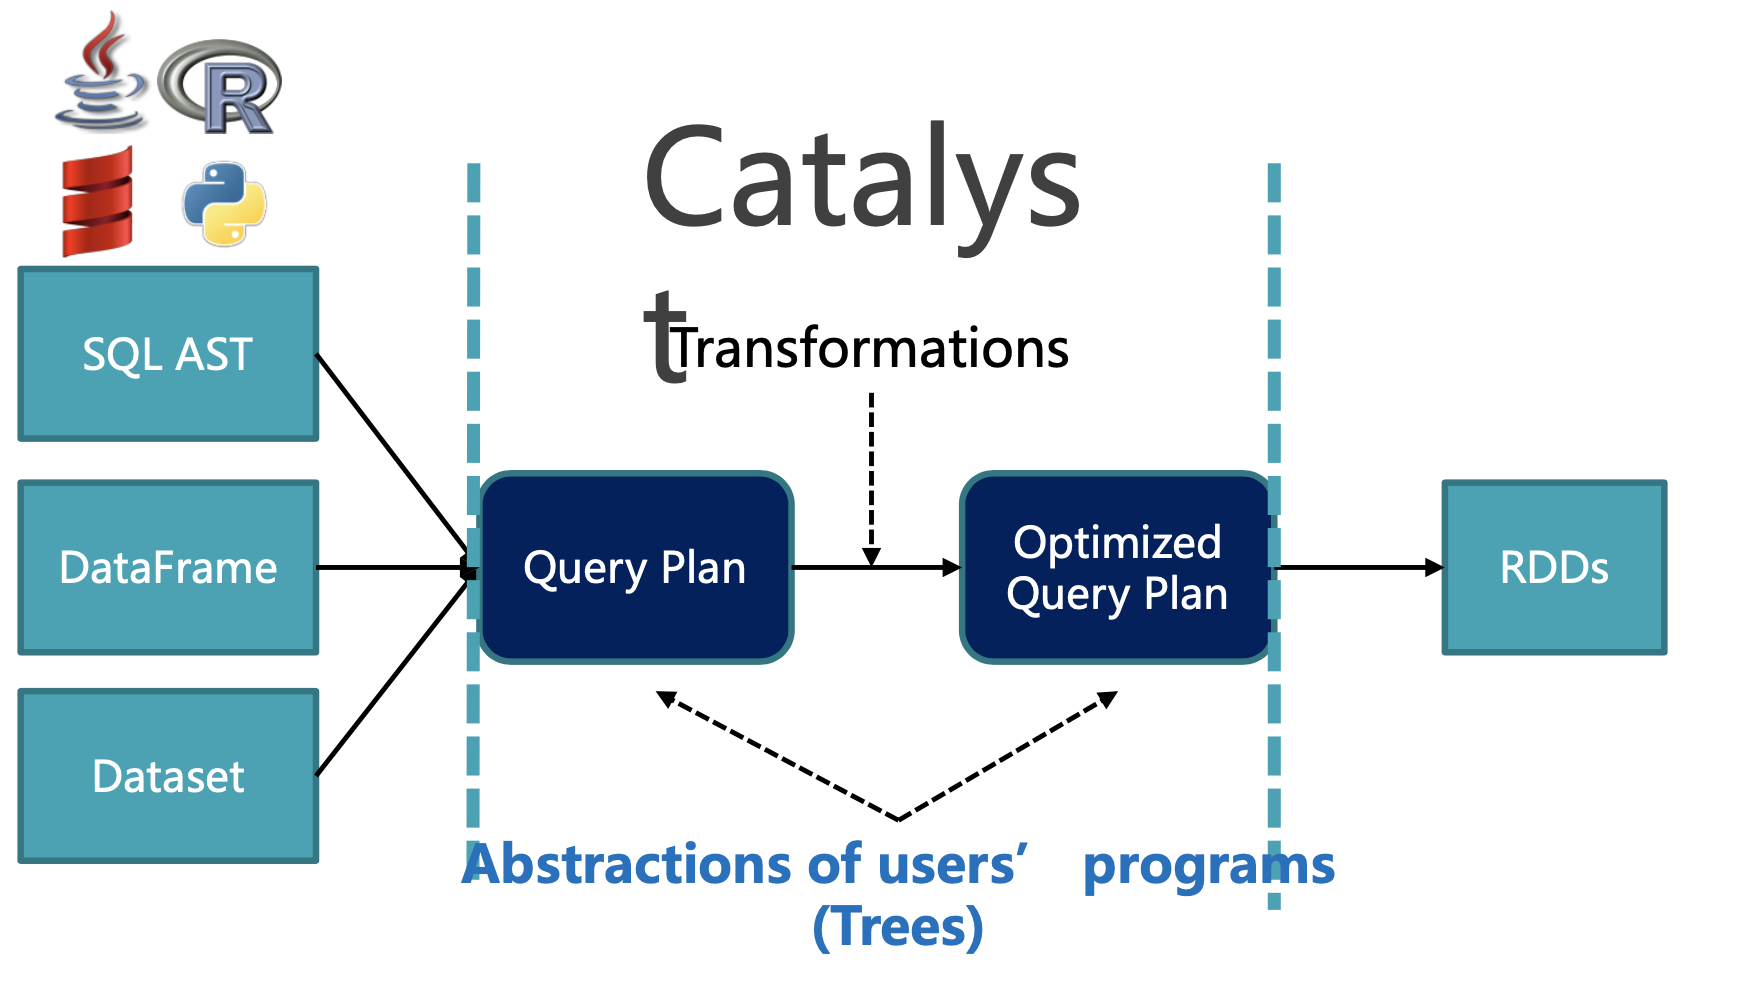 R
Catalys
t
Transformations
SQL AST
DataFrame
Dataset
Query Plan
Optimized
Query Plan
RDDs
Abstractions of users’ programs
(Trees)